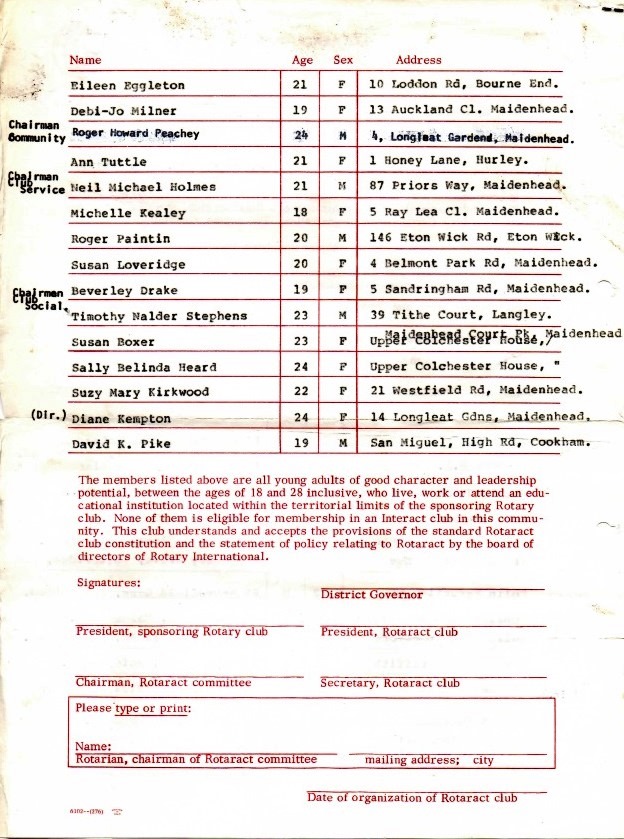 Name Age Sex Address
Eileen Eggleton 21 F 10 Loddon Rd, Bourne End.
Debi-Jo Milner 19 F 13 Auckland Cl. Maidenhead.
Chairman
Community Roger Howard Peachey 24 M 4, Longleat Gardens, Maidenhead.
Ann Tuttle 21 F 1 Honey Lane, Hurley.
Chairman
Club
Service Neil Michael Holmes 21 M 87 Priors Way, Maidenhead.
Michelle Kealey 18 F 5 Ray Lea Cl. Maidenhead.
Roger Paintin 20 M 146 Eton Wick Rd, Eton Wick.
Susan Loveridge 20 F 4 Belmont Park Rd, Maidenhead.
Chairman
Club
Social. Beverley Drake 19 F 5 Sandringham Rd, Maidenhead.
Timothy Nalder Stephens 23 M 39 Tithe Court, Langley.
Maidenhead Court Pk, Maidenhead
Susan Boxer 23 F Upper Colchester House,/
Sally Belinda Heard 24 F Upper Colchester House, "
Suzy Mary Kirkwood 22 F 21 Westfield Rd, Maidenhead.
(Dir.) Diane Kempton 24 F 14 Longleat Gdns, Maidenhead.
David K. Pike 19 M San Miguel, High Rd, Cookham.
The members listed above are all young adults of good character and leadership
potential, between the ages of 18 and 28 inclusive, who live, work or attend an edu-
cational institution located within the territorial limits of the sponsoring Rotary
club. None of them is eligible for membership in an Interact club in this commu-
nity. This club understands and accepts the provisions of the standard Rotaract
club constitution and the statement of policy relating to Rotaract by the board of
directors of Rotary International.
Signatures:
District Governor
President, sponsoring Rotary club President, Rotaract club
Chairman, Rotaract committee Secretary, Rotaract club
Please type or print:
Name:
Rotarian, chairman of Rotaract committee mailing address; city
Date of organization of Rotaract club
6102--(276)